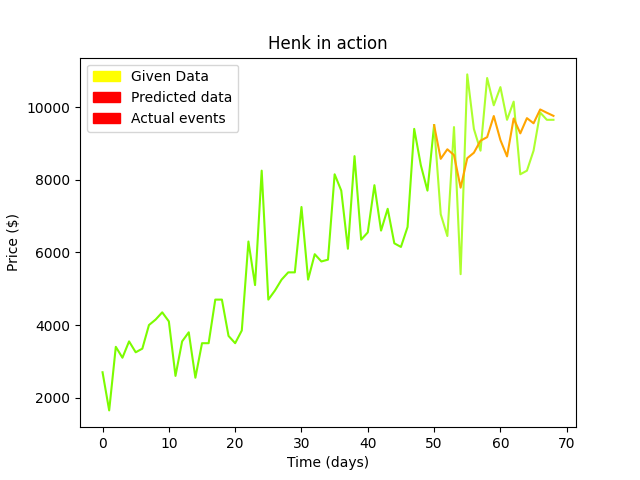 Henk in action
Given Data
Predicted data
Actual events
10000
8000
6000
4000
2000
Price ($)
0 10 20 30 40 50 60 70
Time (days)